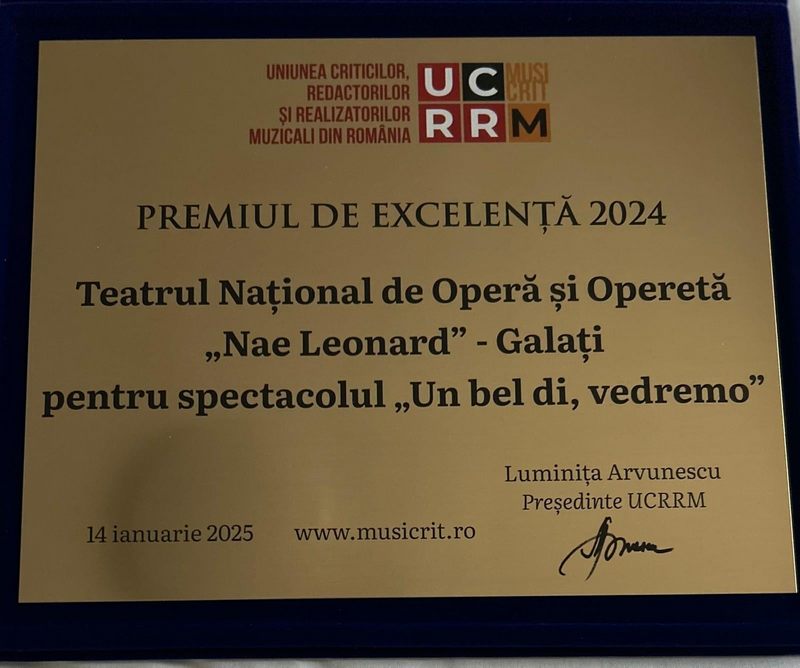 UNIUNEA CRITICILOR,
REDACTORILOR
ȘI REALIZATORILOR
MUZICALI DIN ROMÂNIA
UC
MUSI
CRIT
RRM
PREMIUL DE EXCELENȚĂ 2024
Teatrul Național de Operă și Operetă
„Nae Leonard” - Galați
pentru spectacolul „Un bel di, vedremo”
Luminița Arvunescu
Președinte UCRRM
14 ianuarie 2025 www.musicrit.ro